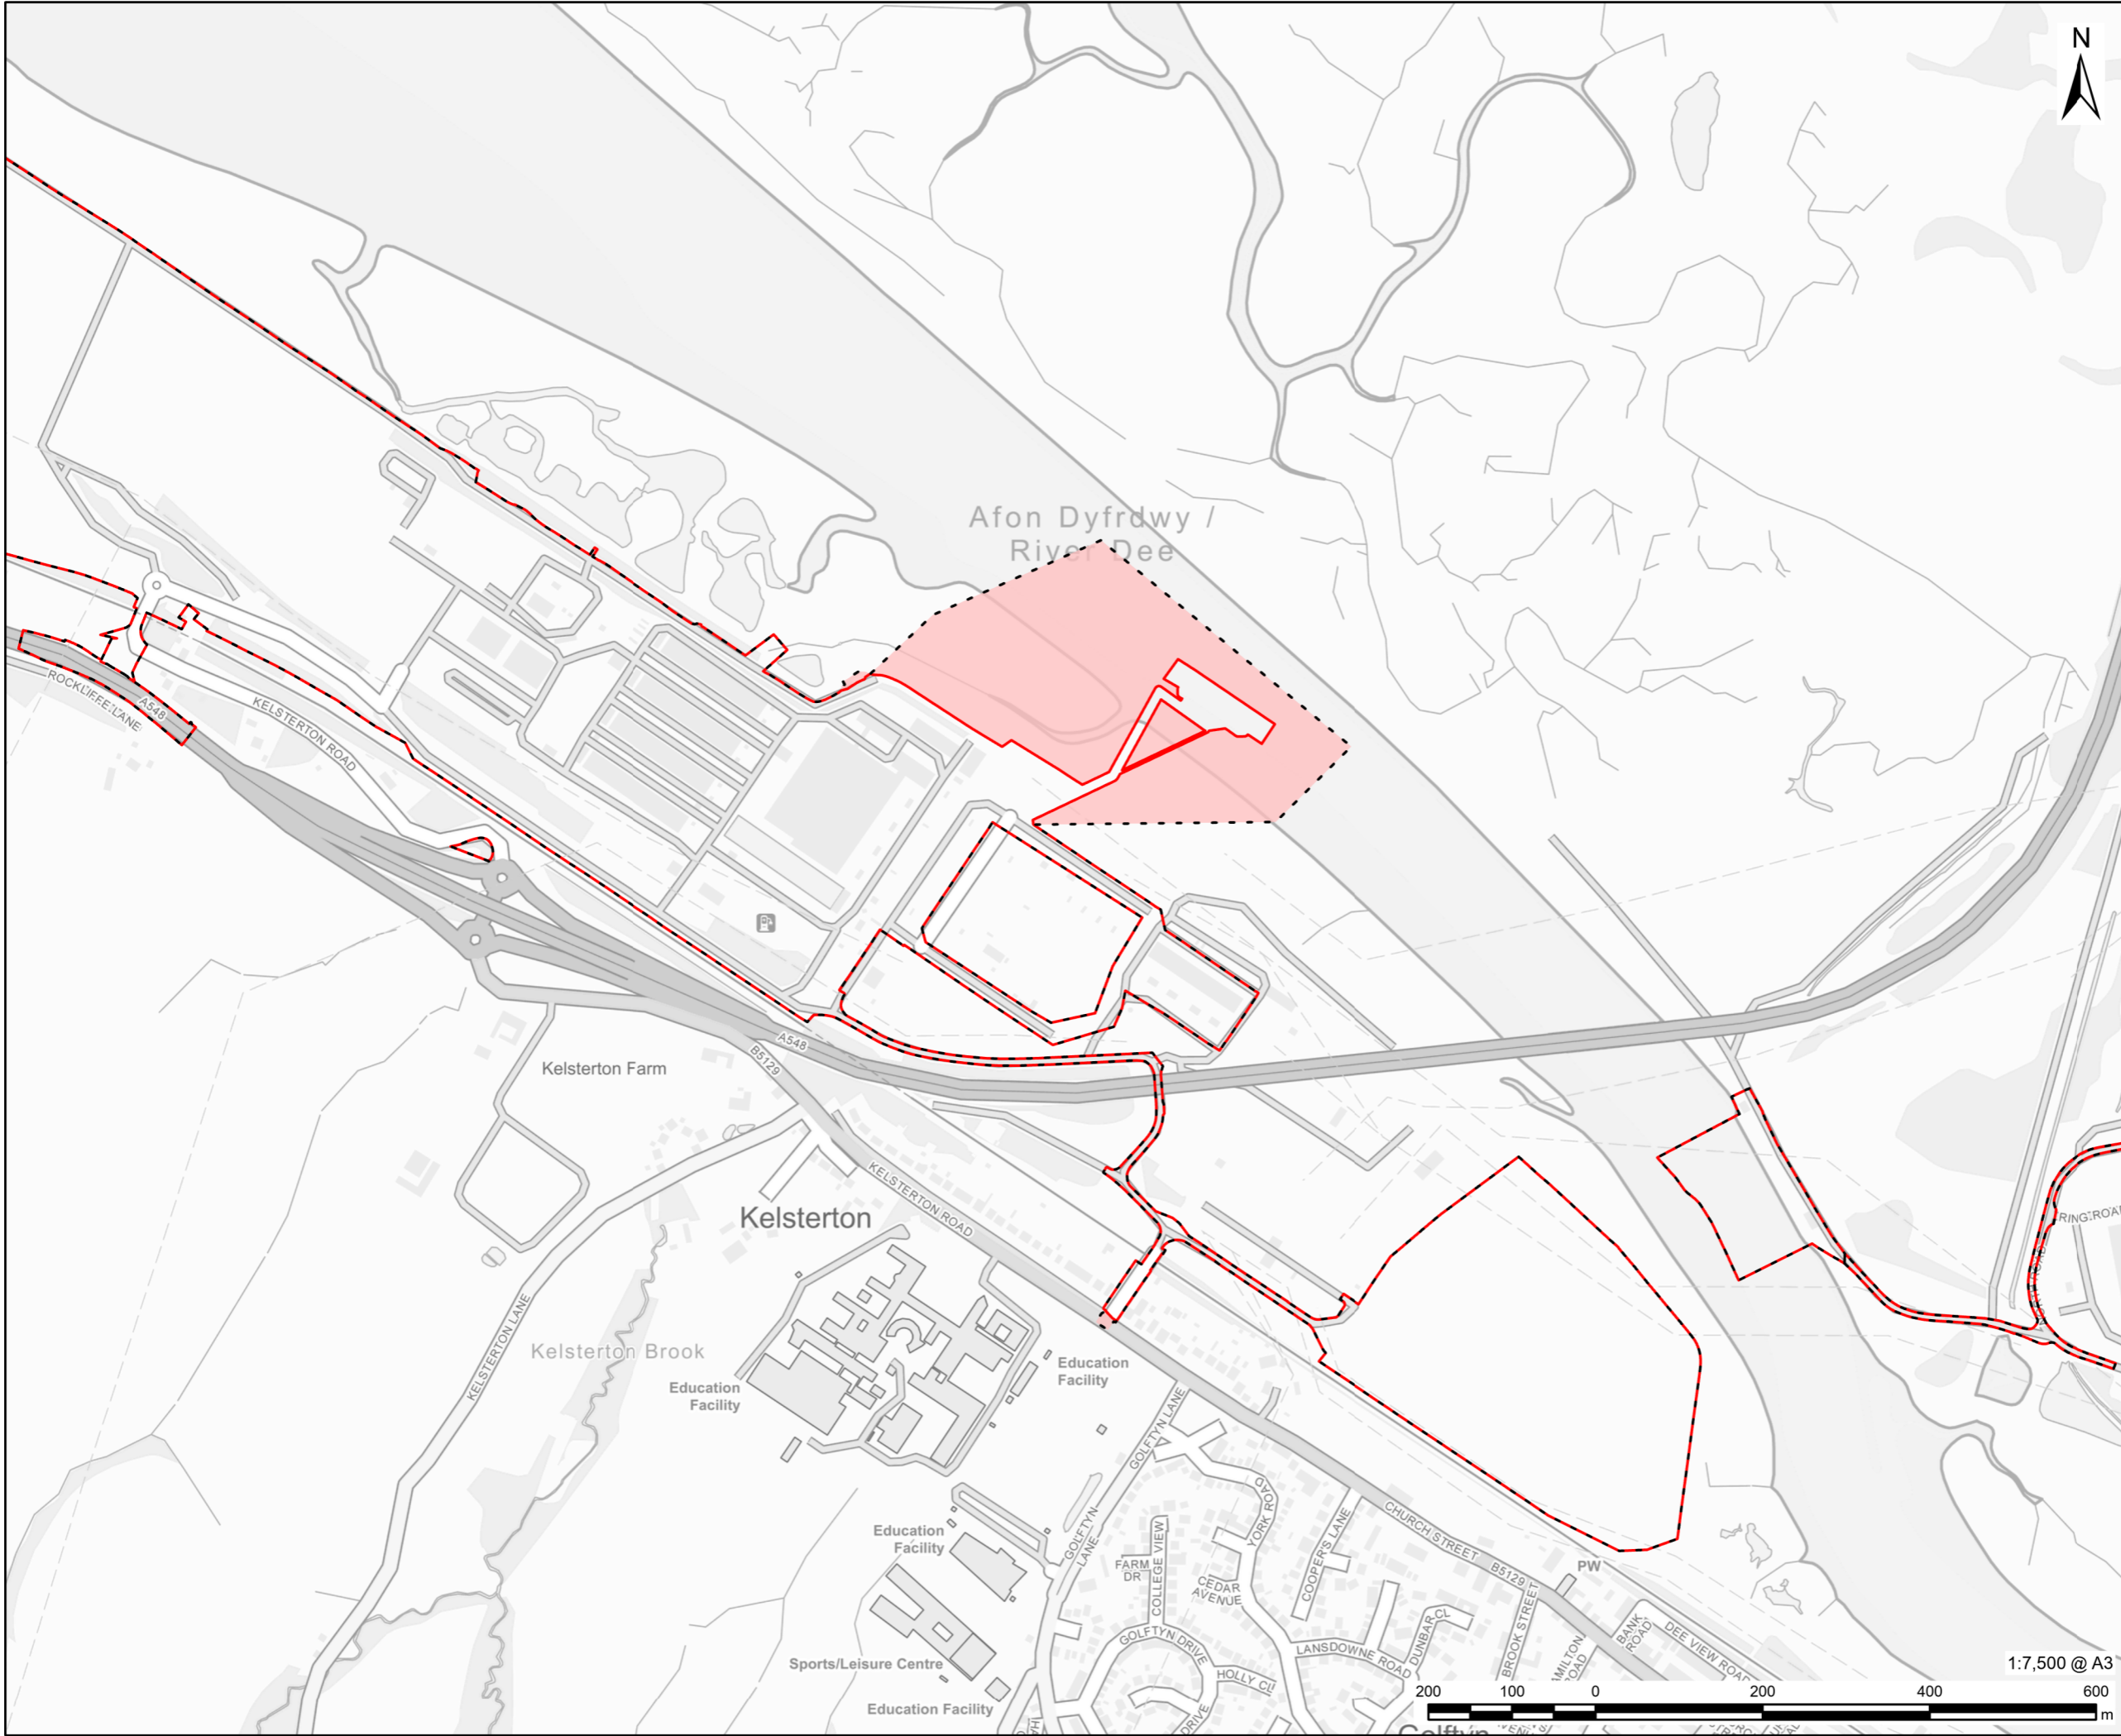 N
Afon Dyfrdwy /
River Dee
ROCKLIFFE LANE
A548
KELSTERTON ROAD
Kelsterton Farm
A548
B5129
KELSTERTON ROAD
Kelsterton
RING ROAD
KELSTERTON LANE
Kelsterton Brook
Education
Facility
Education
Facility
GOLFTYN LANE
YORK ROAD
COOPER'S LANE
CHURCH STREET
B5129
PW
Education
Facility
GOLFTYN
LANE
FARM
DR
COLLEGE VIEW
CEDAR
AVENUE
GOLFTYN DRIVE
HOLLY CL
LANSDOWNE ROAD
DUNBAR CL
BROOK STREET
BANK
ROAD
DEE VIEW ROAD
Sports/Leisure Centre
Education Facility
DRIVE
Golftyn
1:7,500 @ A3
200 100 0 200 400 600
m